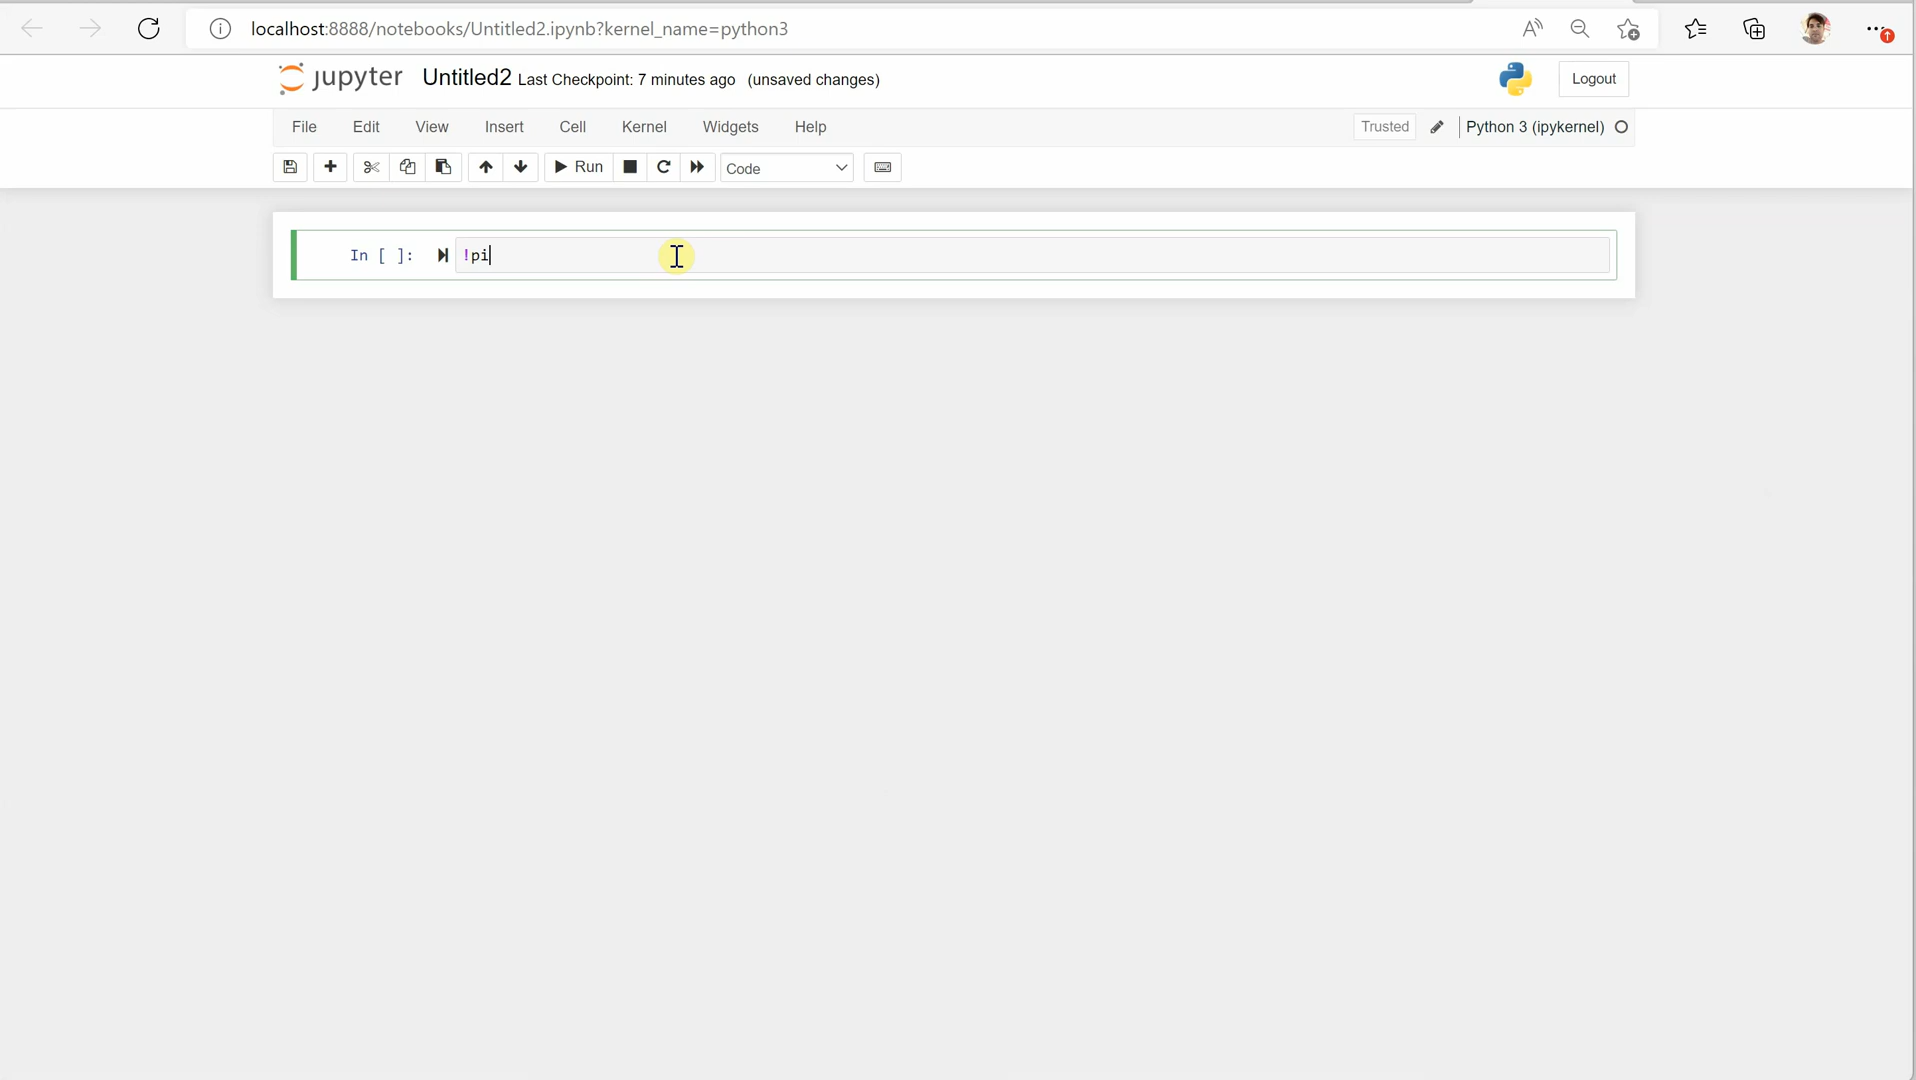 localhost:8888/notebooks/Untitled2.ipynb?kernel_name=python3
jupyter Untitled2 Last Checkpoint: 7 minutes ago (unsaved changes)
Logout
File Edit View Insert Cell Kernel Widgets Help
Trusted Python 3 (ipykernel)
Run Code
In [ ]: !pi